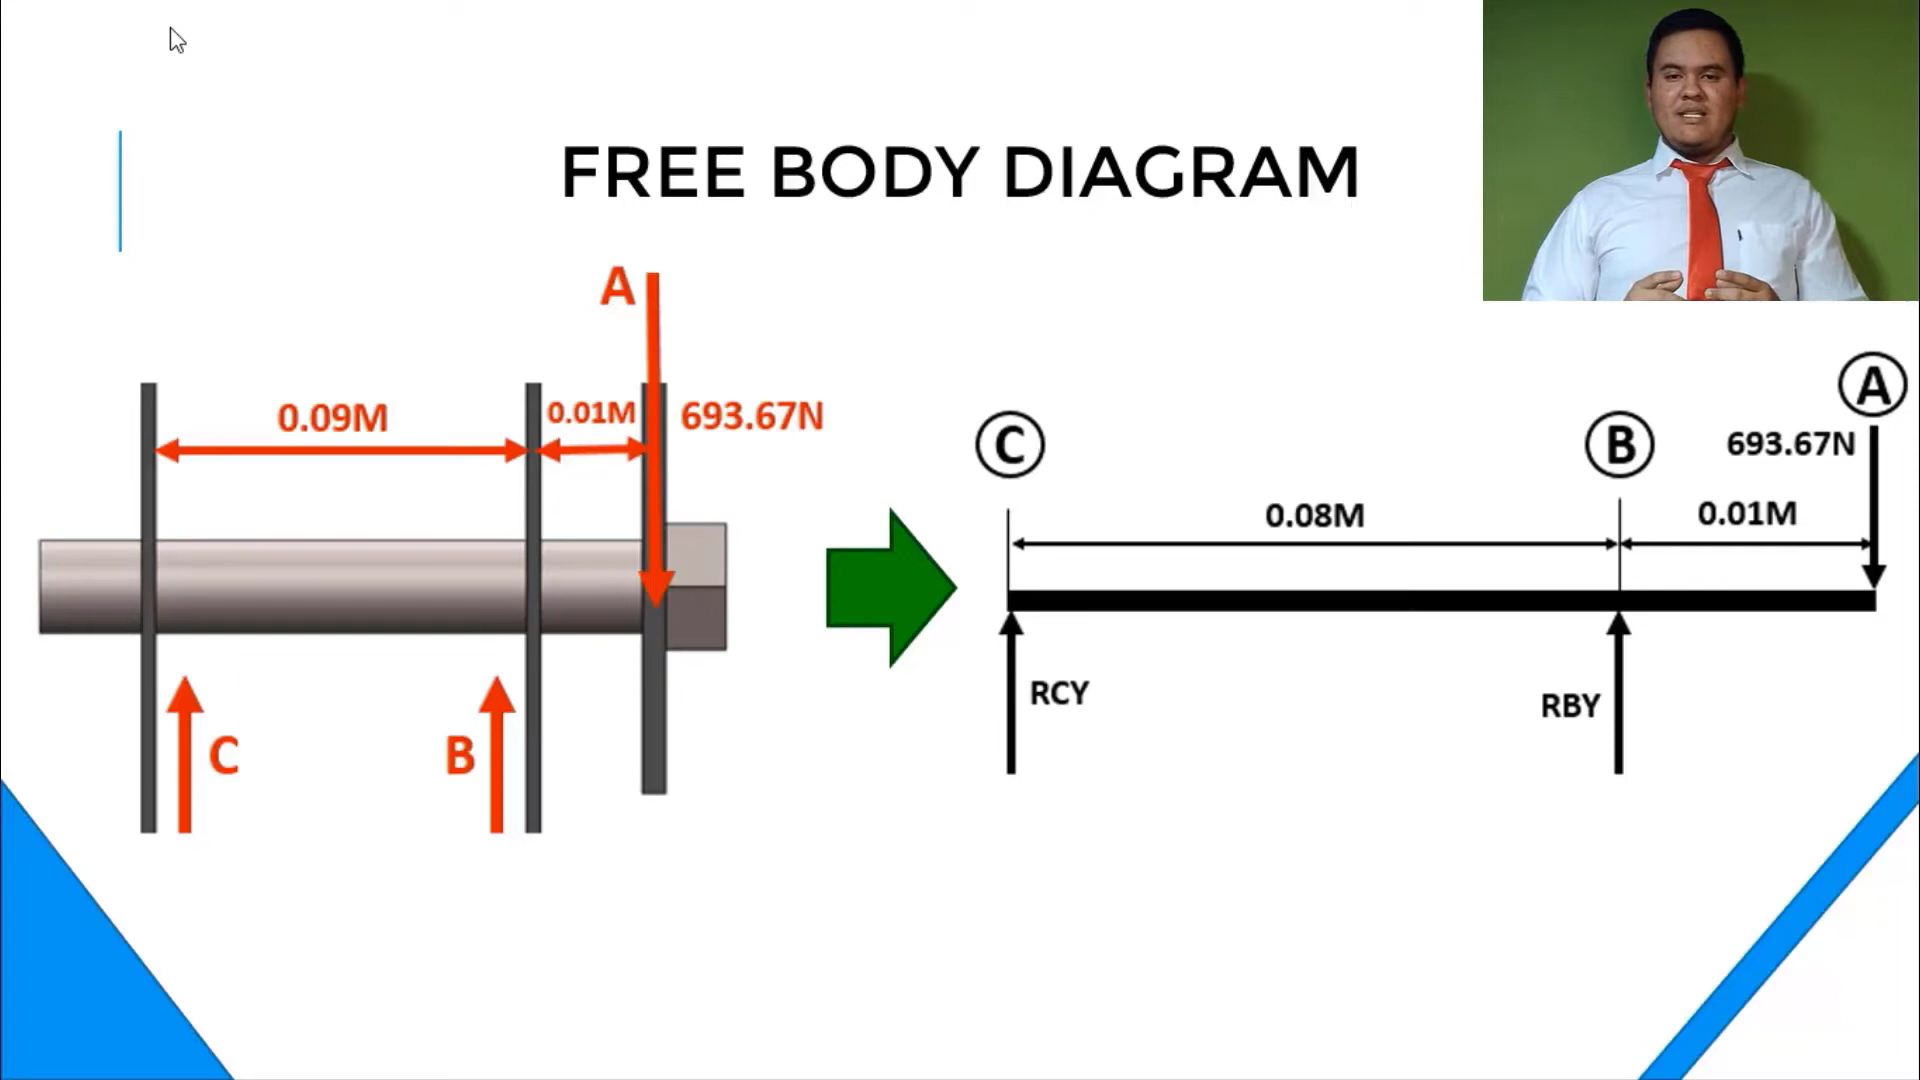 FREE BODY DIAGRAM
A
0.09M
0.01M
693.67N
C
B
C
B
A
693.67N
0.08M
0.01M
RCY
RBY